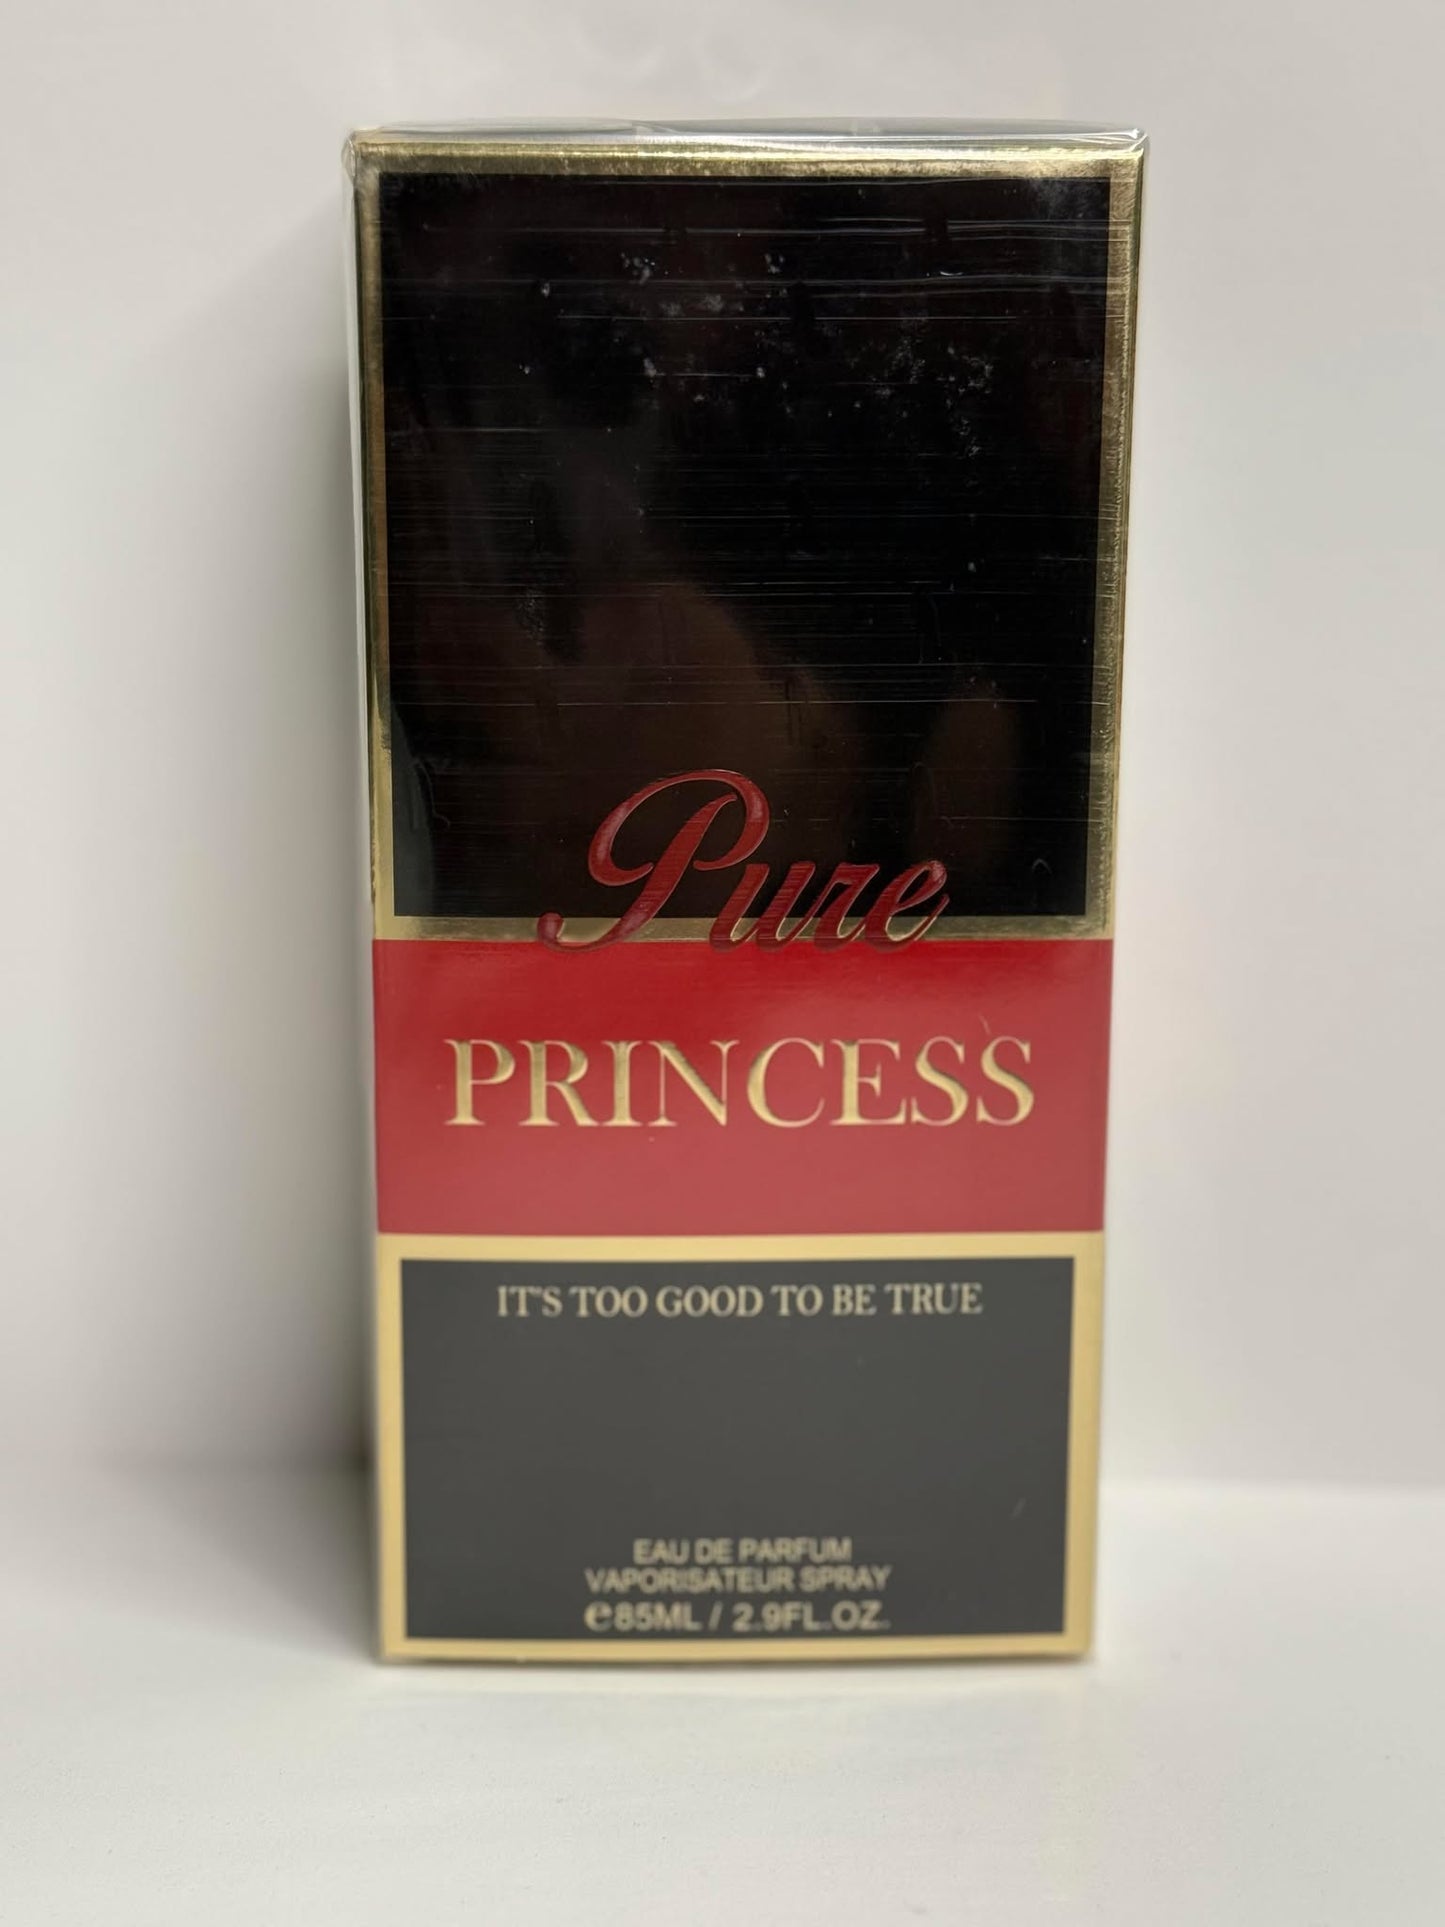 Pure
PRINCESS
IT'S TOO GOOD TO BE TRUE
EAU DE PARFUM
VAPORISATEUR SPRAY
℮85ML / 2.9FL.OZ.